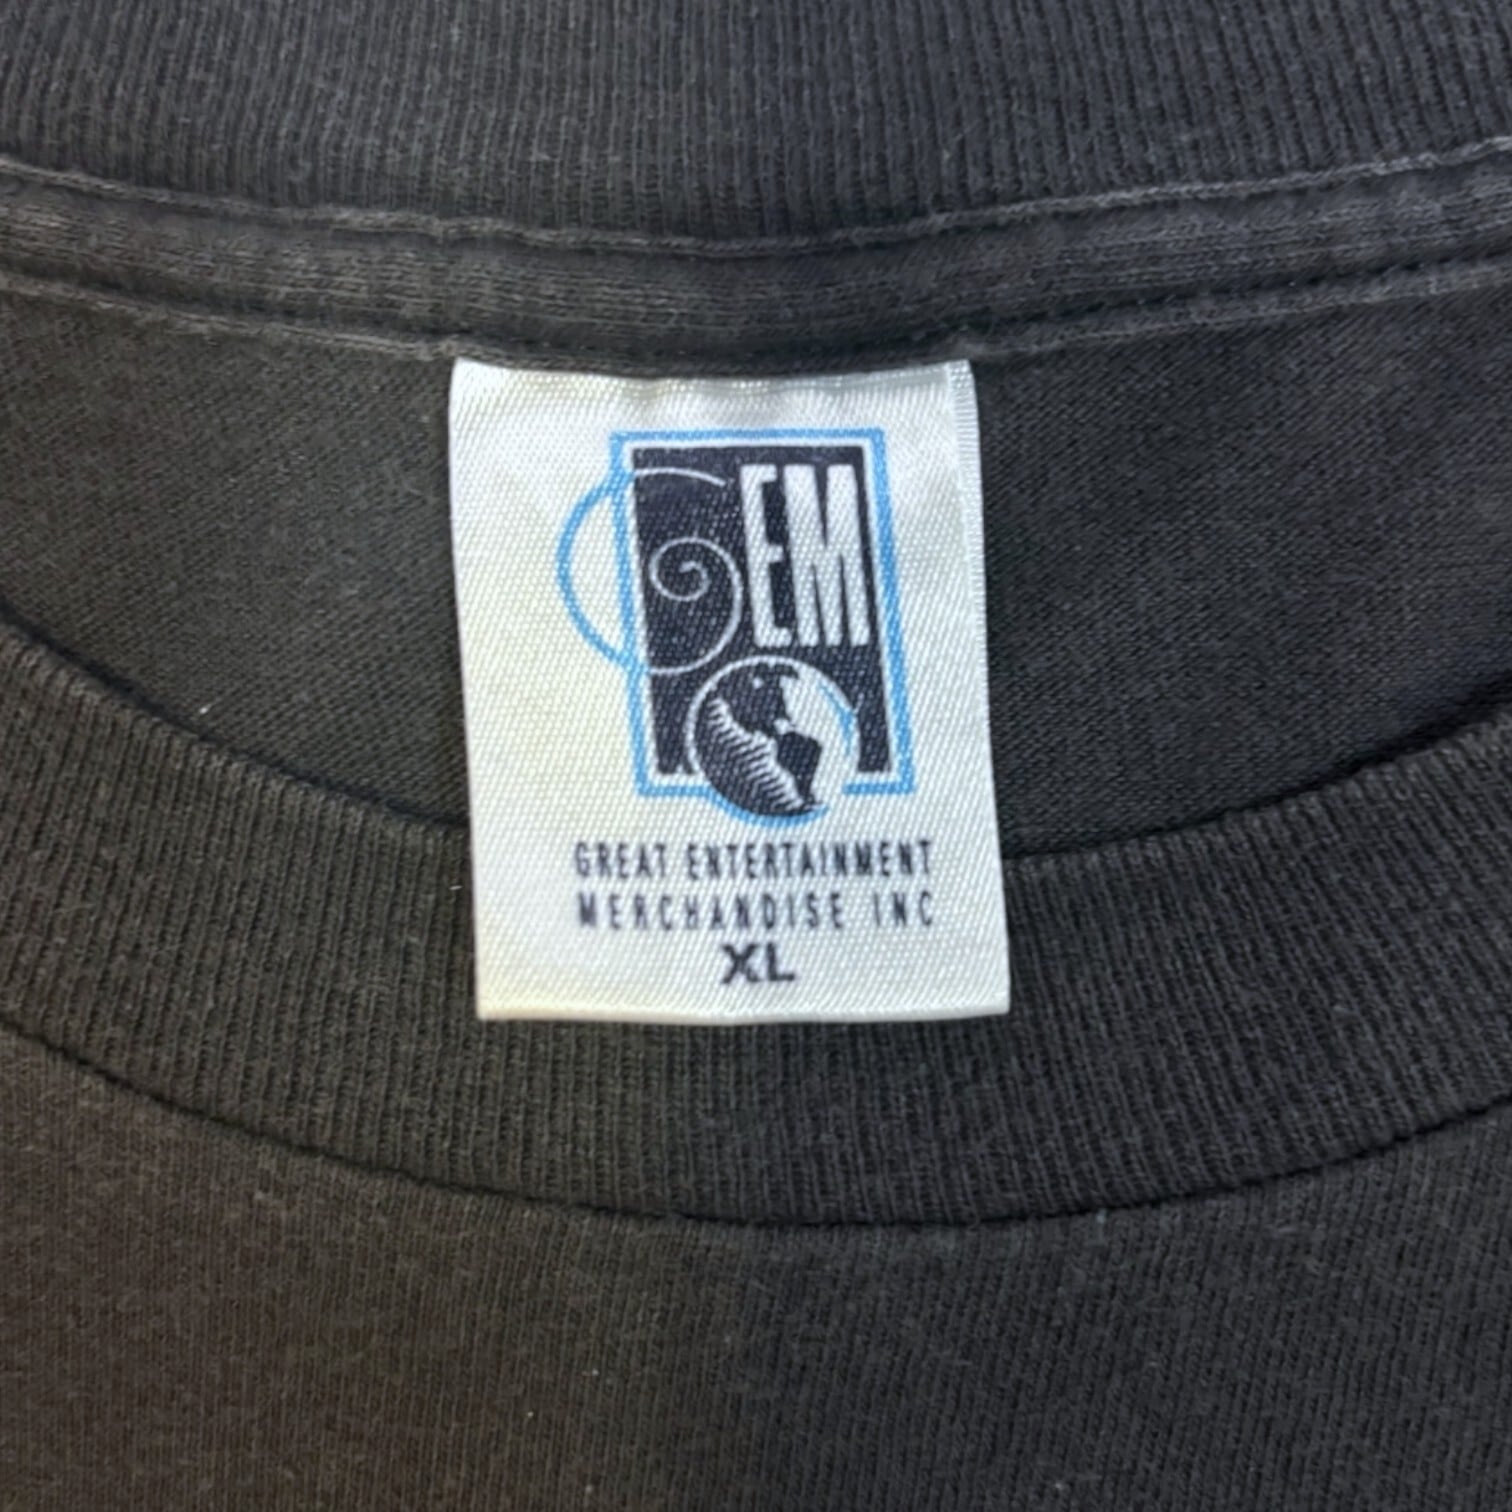 GEM
GREAT ENTERTAINMENT
MERCHANDISE INC
XL